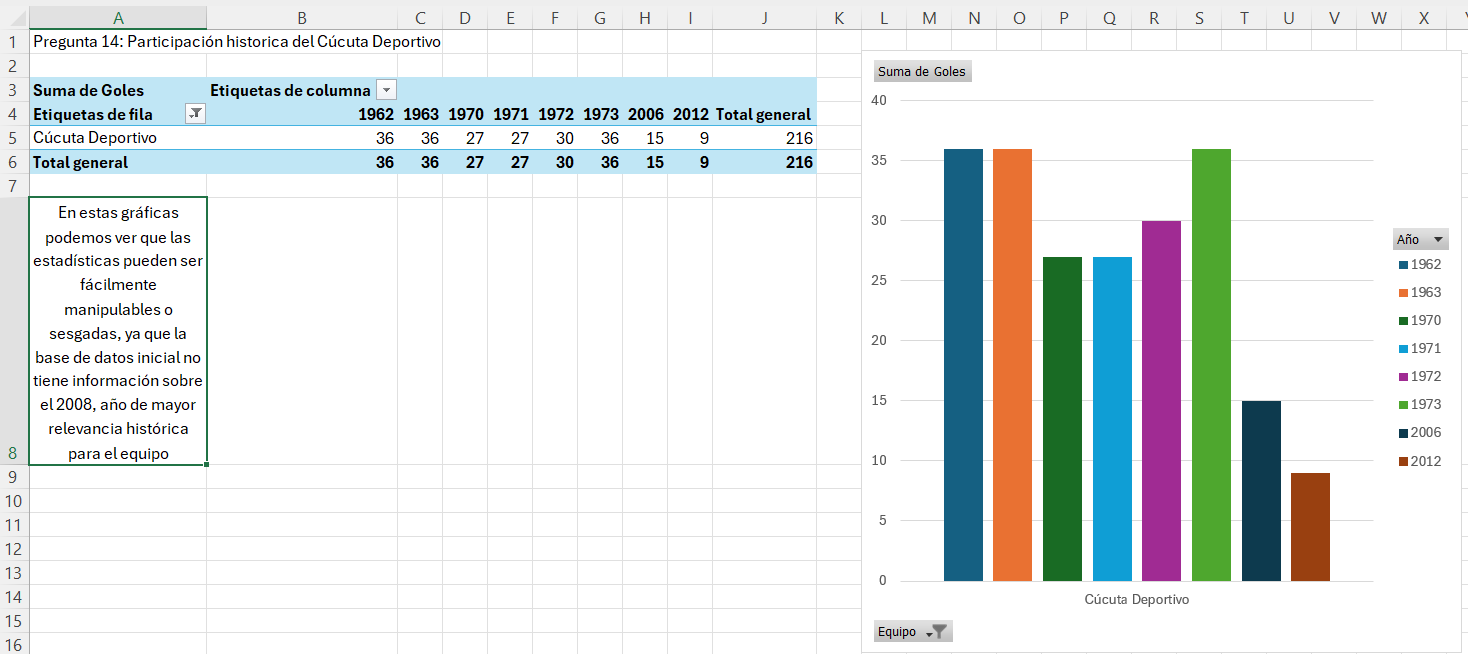 A B C D E F G H I J K L M N O P Q R S T U V W X
1 Pregunta 14: Participación historica del Cúcuta Deportivo
2
3 Suma de Goles Etiquetas de columna
4 Etiquetas de fila 1962 1963 1970 1971 1972 1973 2006 2012 Total general
5 Cúcuta Deportivo 36 36 27 27 30 36 15 9 216
6 Total general 36 36 27 27 30 36 15 9 216
7
En estas gráficas
podemos ver que las
estadísticas pueden ser
fácilmente
manipulables o
sesgadas, ya que la
base de datos inicial no
tiene información sobre
el 2008, año de mayor
relevancia histórica
8 para el equipo
9
10
11
12
13
14
15
16
Suma de Goles
40
35
30
25
20
15
10
5
0
Cúcuta Deportivo
Equipo
Año
1962
1963
1970
1971
1972
1973
2006
2012